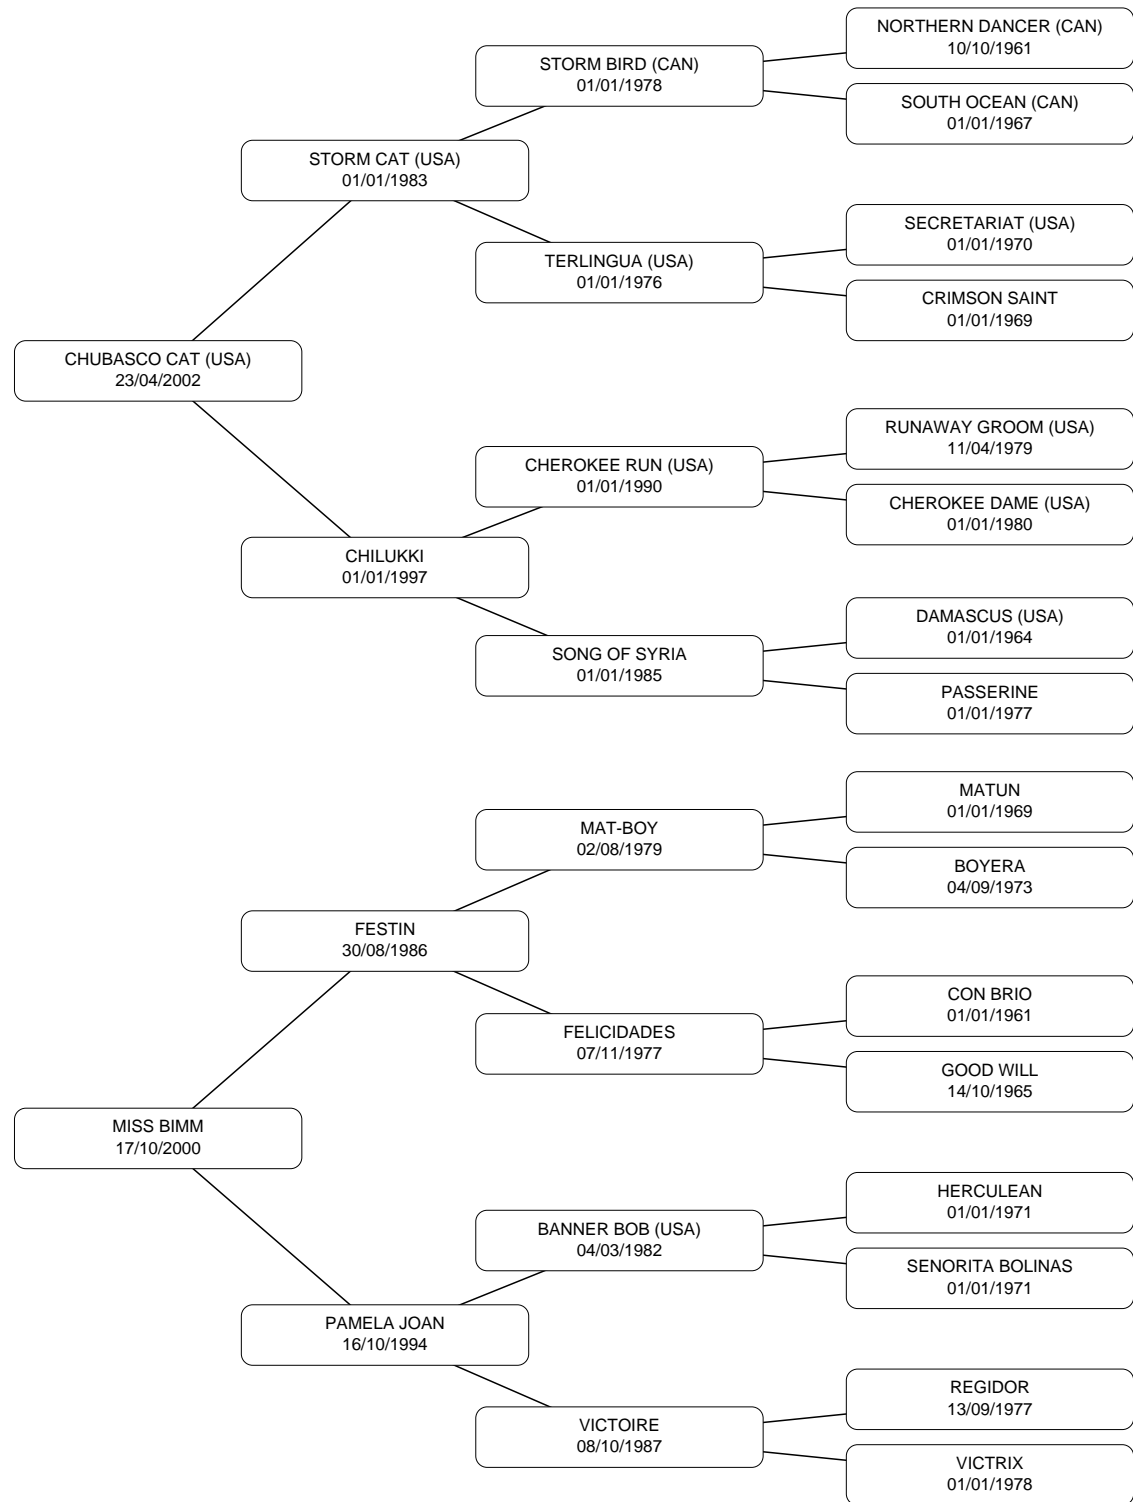 NORTHERN DANCER (CAN)
10/10/1961
STORM BIRD (CAN)
01/01/1978
SOUTH OCEAN (CAN)
01/01/1967
STORM CAT (USA)
01/01/1983
SECRETARIAT (USA)
01/01/1970
TERLINGUA (USA)
01/01/1976
CRIMSON SAINT
01/01/1969
CHUBASCO CAT (USA)
23/04/2002
RUNAWAY GROOM (USA)
11/04/1979
CHEROKEE RUN (USA)
01/01/1990
CHEROKEE DAME (USA)
01/01/1980
CHILUKKI
01/01/1997
DAMASCUS (USA)
01/01/1964
SONG OF SYRIA
01/01/1985
PASSERINE
01/01/1977
MATUN
01/01/1969
MAT-BOY
02/08/1979
BOYERA
04/09/1973
FESTIN
30/08/1986
CON BRIO
01/01/1961
FELICIDADES
07/11/1977
GOOD WILL
14/10/1965
MISS BIMM
17/10/2000
HERCULEAN
01/01/1971
BANNER BOB (USA)
04/03/1982
SENORITA BOLINAS
01/01/1971
PAMELA JOAN
16/10/1994
REGIDOR
13/09/1977
VICTOIRE
08/10/1987
VICTRIX
01/01/1978